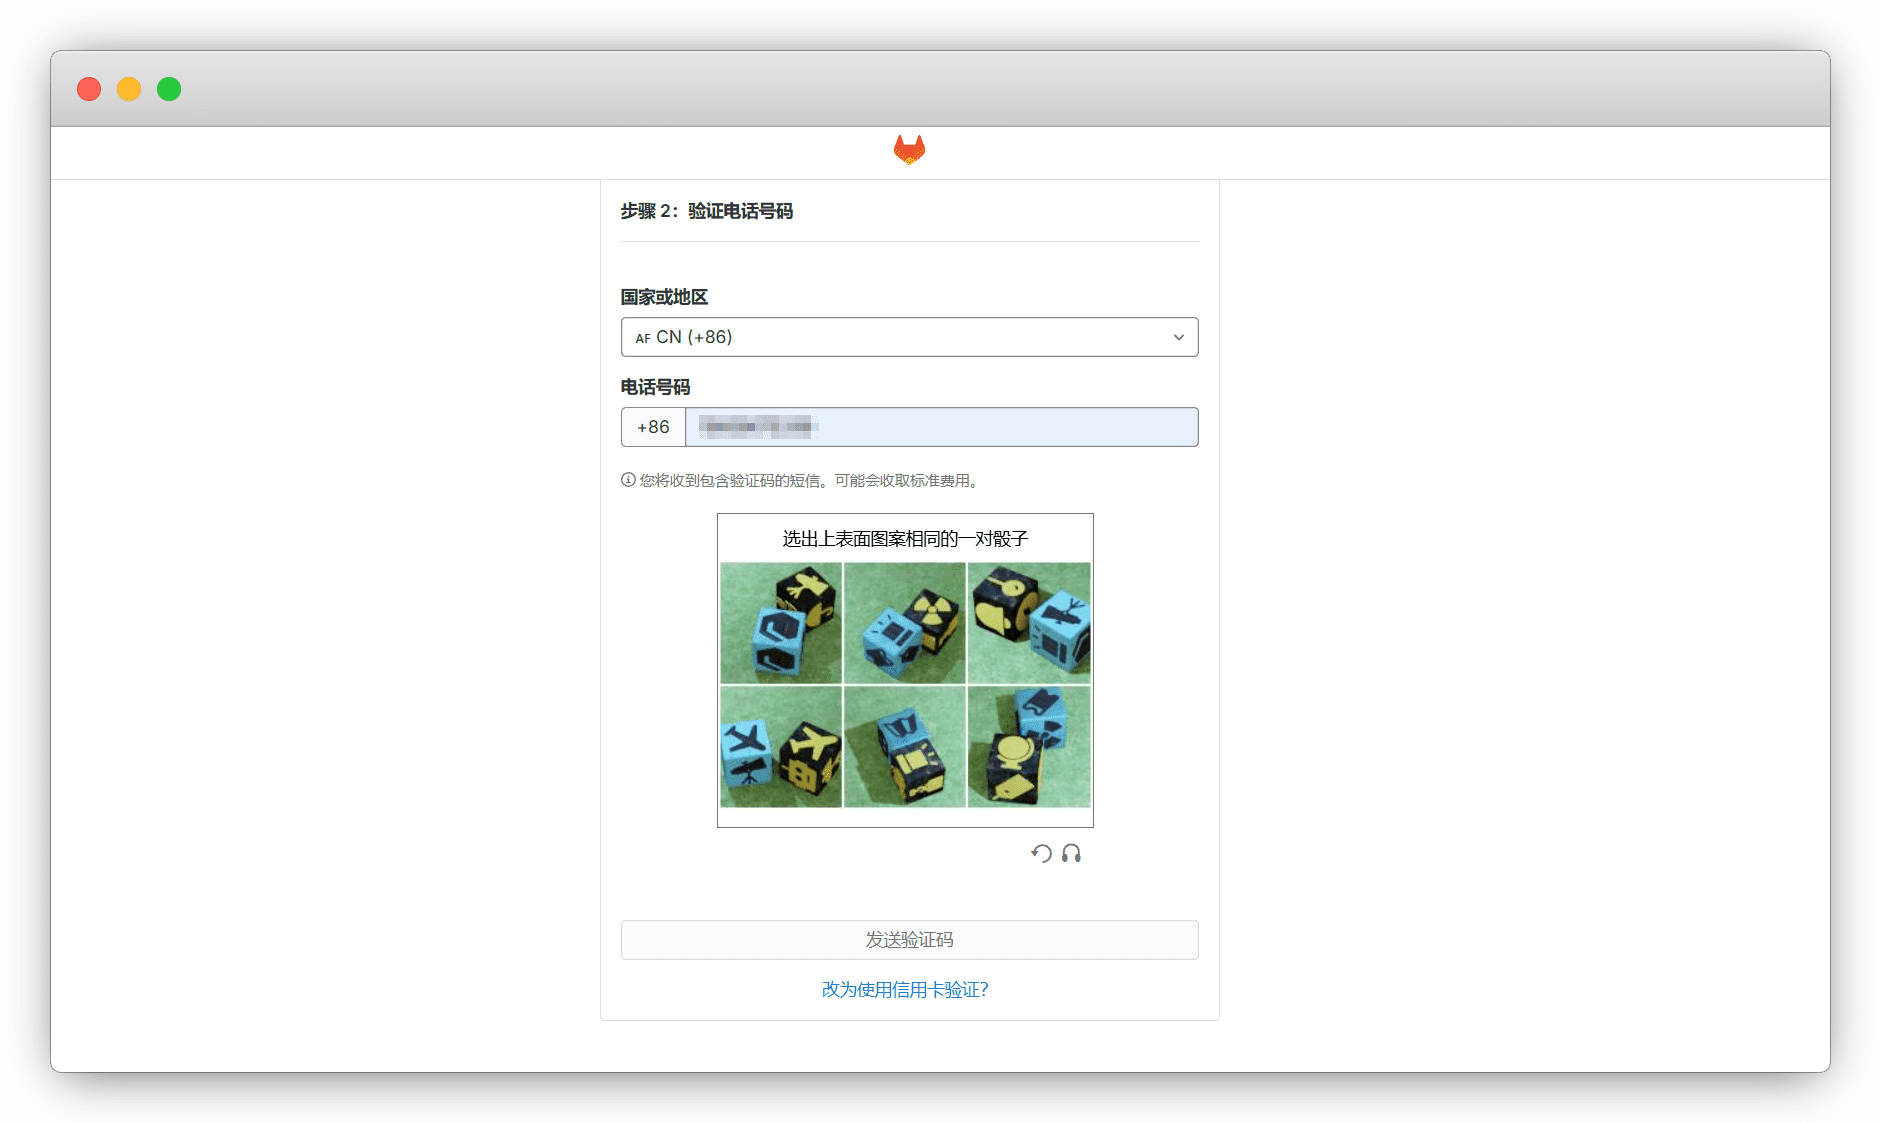 步骤 2：验证电话号码
国家或地区
AF CN (+86)
电话号码
+86
您将收到包含验证码的短信。可能会收取标准费用。
选出上表面图案相同的一对骰子
发送验证码
改为使用信用卡验证？